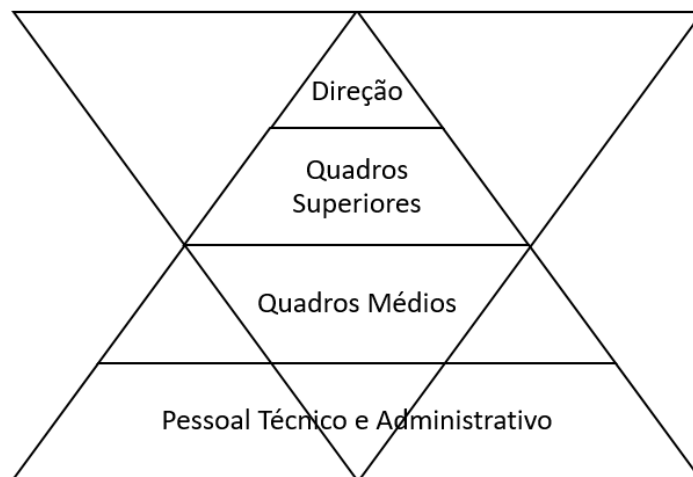 Direção
Quadros
Superiores
Quadros Médios
Pessoal Técnico e Administrativo